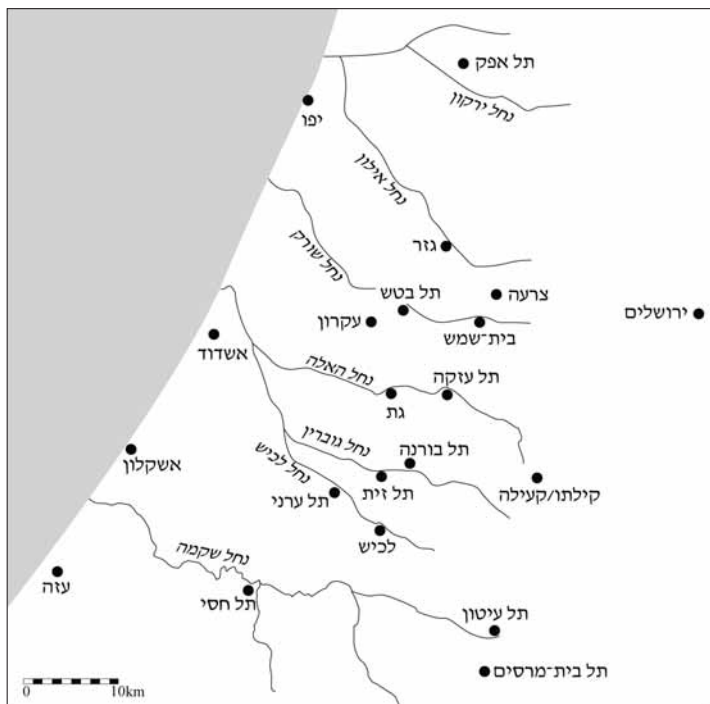 תל אפק
נחל ירקון
יפו
נחל אילון
גזר
נחל שורק
צרעה
תל בטש
ירושלים
עקרון
בית־שמש
אשדוד
נחל האלה
תל עזקה
גת
נחל גוברין
תל בורנה
אשקלון
נחל לכיש
תל זית
קילתו/קעילה
תל ערני
לכיש
נחל שקמה
עזה
תל חסי
תל עיטון
תל בית־מרסים
0 10km